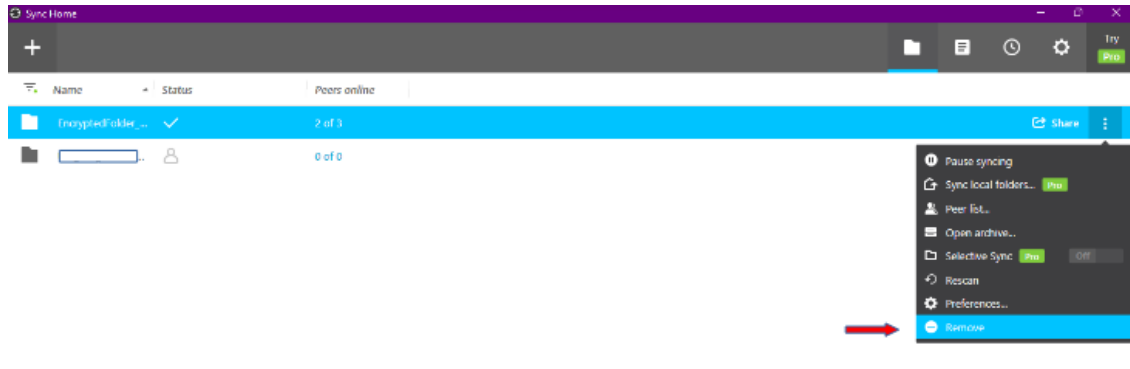 Sync Home
Try
Pro
Name Status Peers online
EncryptedFolder_... 2 of 3 Share
... 0 of 0
Pause syncing
Sync local folders... Pro
Peer list...
Open archive...
Selective Sync Pro Off
Rescan
Preferences...
Remove